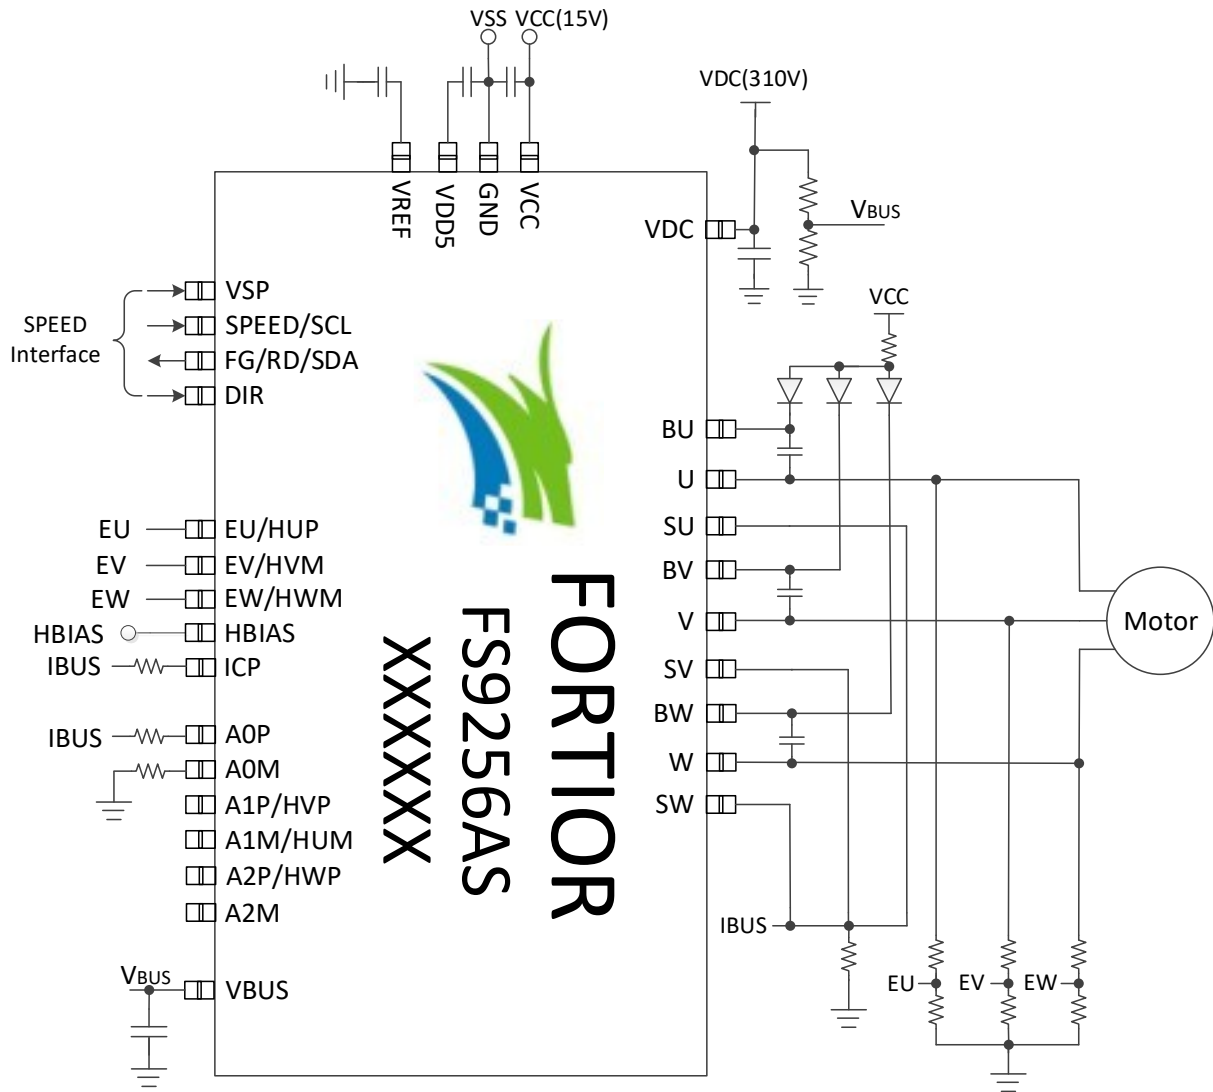 VSS VCC(15V)
VDC(310V)
VREF
VDD5
GND
VCC
VDC
VBUS
VSP
SPEED/SCL
FG/RD/SDA
DIR
SPEED
Interface
VCC
BU
U
SU
BV
V
SV
BW
W
SW
EU
EU/HUP
EV
EV/HVM
EW
EW/HWM
HBIAS
HBIAS
IBUS
ICP
IBUS
A0P
A0M
A1P/HVP
A1M/HUM
A2P/HWP
A2M
VBUS
VBUS
FORTIOR
FS9256AS
XXXXXXX
Motor
IBUS
EU
EV
EW